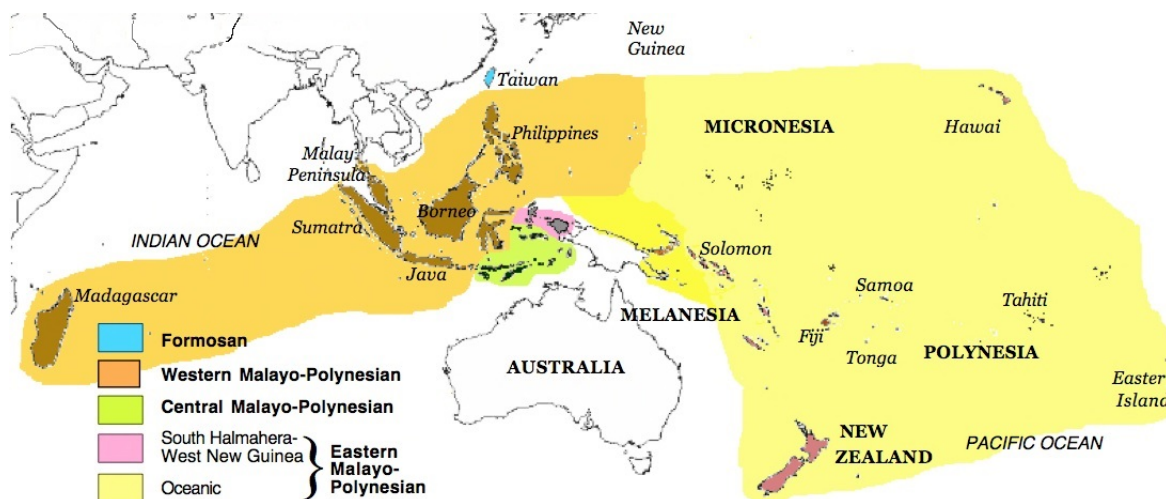 New
Guinea
Taiwan
Philippines
MICRONESIA
Hawai
Malay
Peninsula
Sumatra
Borneo
Java
INDIAN OCEAN
Madagascar
Solomon
MELANESIA
Samoa
Fiji
Tonga
Tahiti
POLYNESIA
Easter
Island
AUSTRALIA
NEW
ZEALAND
PACIFIC OCEAN
Formosan
Western Malayo-Polynesian
Central Malayo-Polynesian
South Halmahera-
West New Guinea
Oceanic
Eastern
Malayo-
Polynesian